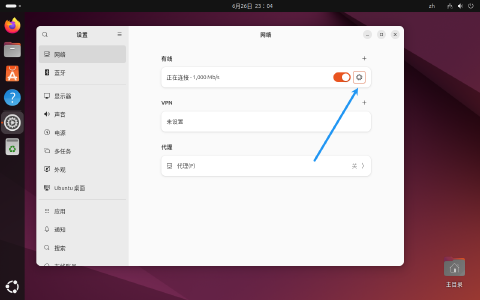 6月26日 23：04
zh
设置
网络
网络
蓝牙
显示器
声音
电源
多任务
外观
Ubuntu 桌面
应用
通知
搜索
有线
正在连接 - 1,000 Mb/s
VPN
未设置
代理
代理(P)
关
主目录